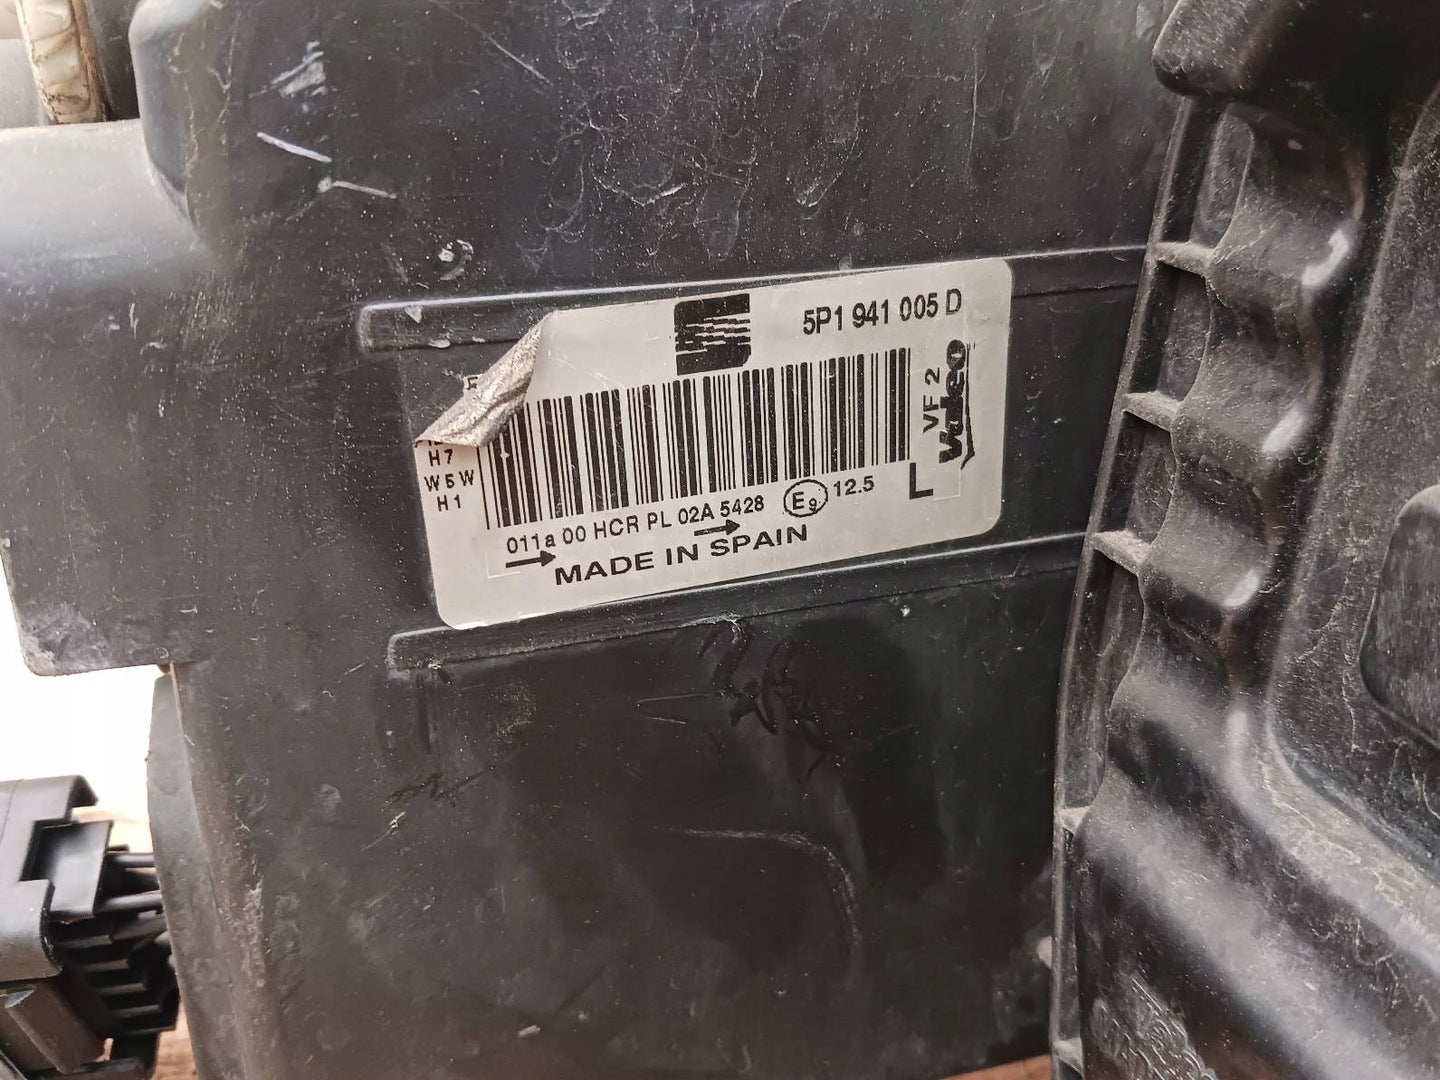 5P1 941 005 D
VF 2
Valeo
H7
W5W
H1
L
011a 00 HCR PL 02A 5428 E9 12.5
MADE IN SPAIN